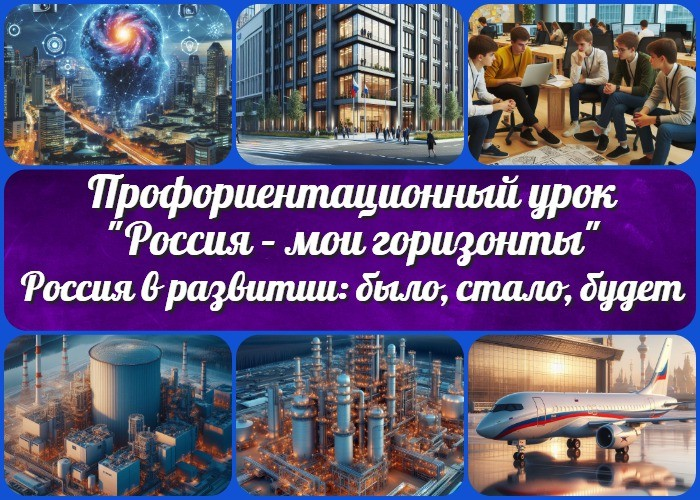 Профориентационный урок
"Россия – мои горизонты"
Россия в развитии: было, стало, будет